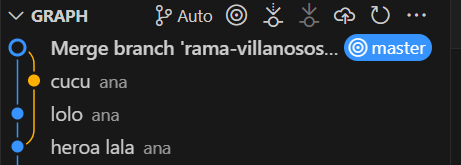 GRAPH Auto
Merge branch 'rama-villanosos... master
cucu ana
lolo ana
heroa lala ana